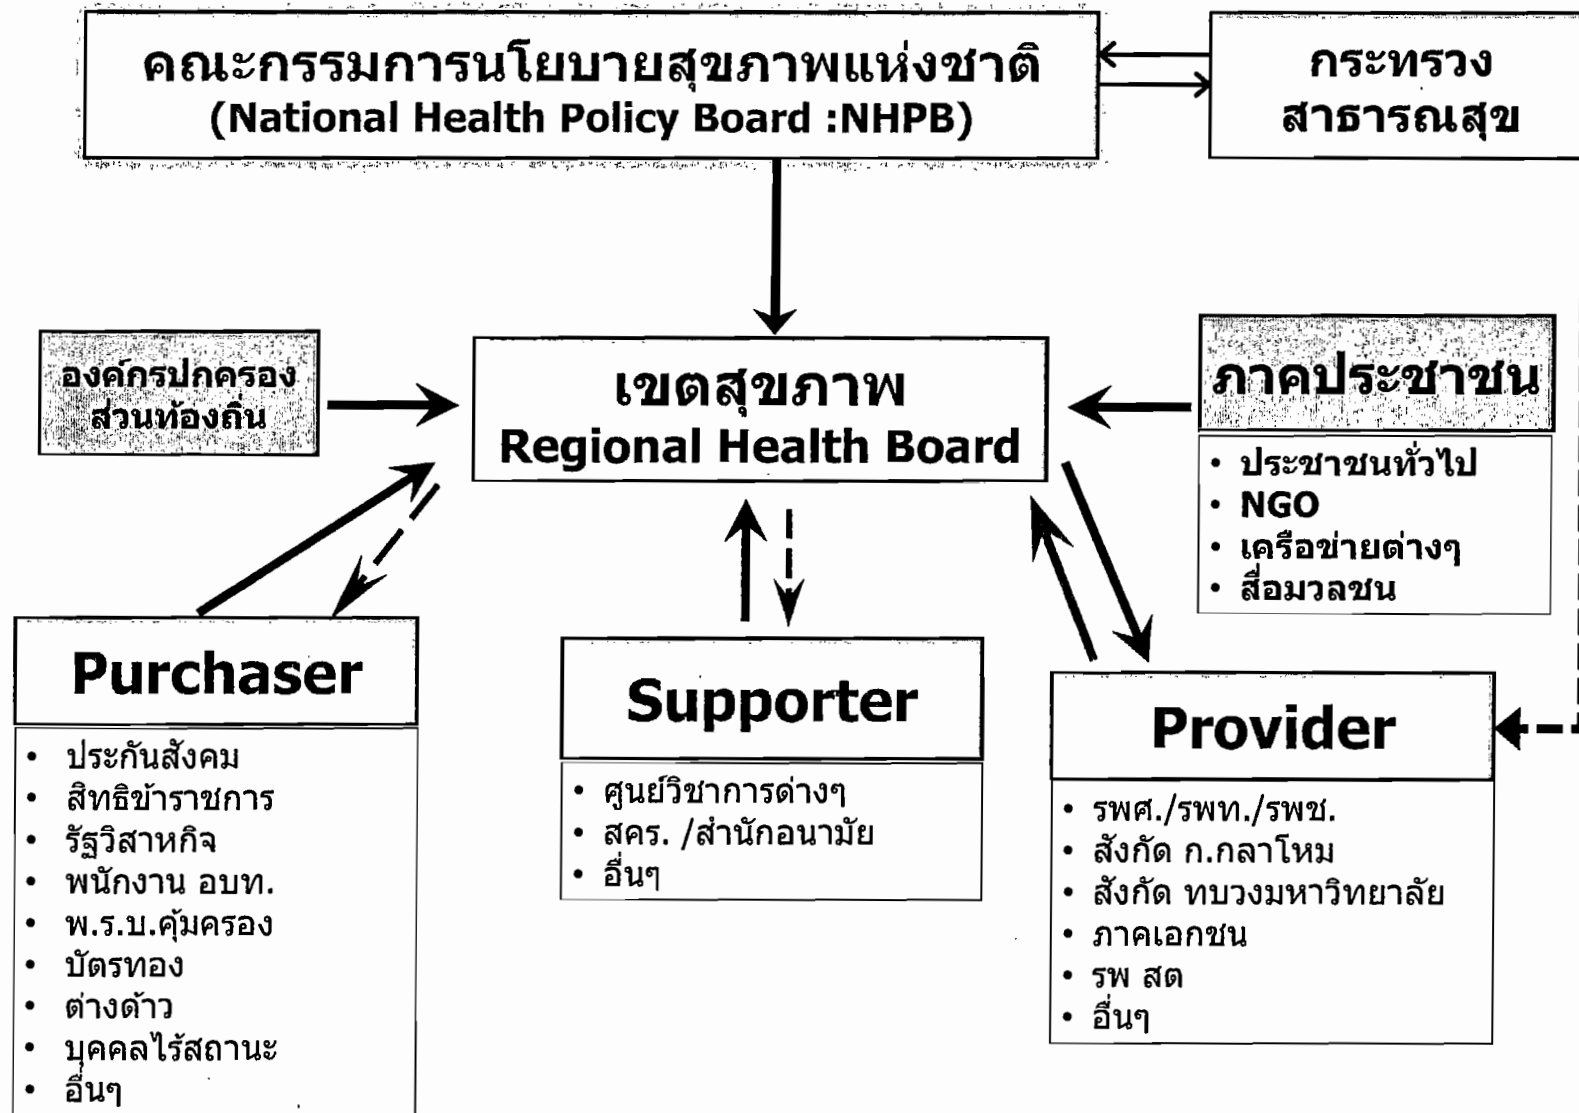 คณะกรรมการนโยบายสุขภาพแห่งชาติ
(National Health Policy Board :NHPB)
กระทรวง
สาธารณสุข
องค์กรปกครอง
ส่วนท้องถิ่น
เขตสุขภาพ
Regional Health Board
ภาคประชาชน
• ประชาชนทั่วไป
• NGO
• เครือข่ายต่างๆ
• สื่อมวลชน
Purchaser
• ประกันสังคม
• สิทธิข้าราชการ
• รัฐวิสาหกิจ
• พนักงาน อบท.
• พ.ร.บ.คุ้มครอง
• บัตรทอง
• ต่างด้าว
• บุคคลไร้สถานะ
• อื่นๆ
Supporter
• ศูนย์วิชาการต่างๆ
• สคร. /สำนักอนามัย
• อื่นๆ
Provider
• รพศ./รพท./รพช.
• สังกัด ก.กลาโหม
• สังกัด ทบวงมหาวิทยาลัย
• ภาคเอกชน
• รพ สต
• อื่นๆ